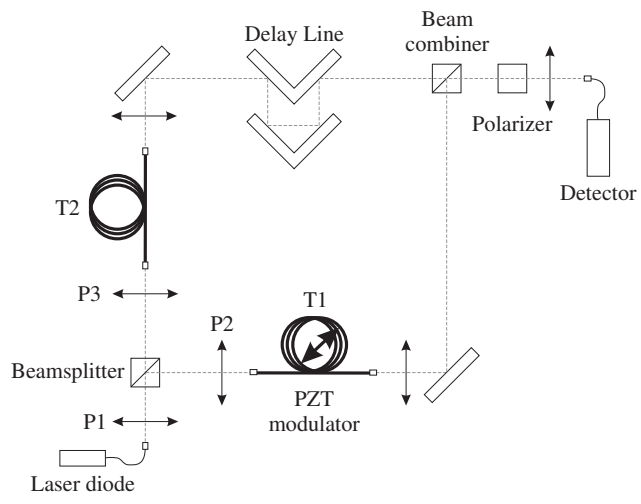 Delay Line
Beam
combiner
Polarizer
Detector
T2
P3
P2
T1
Beamsplitter
PZT
modulator
P1
Laser diode